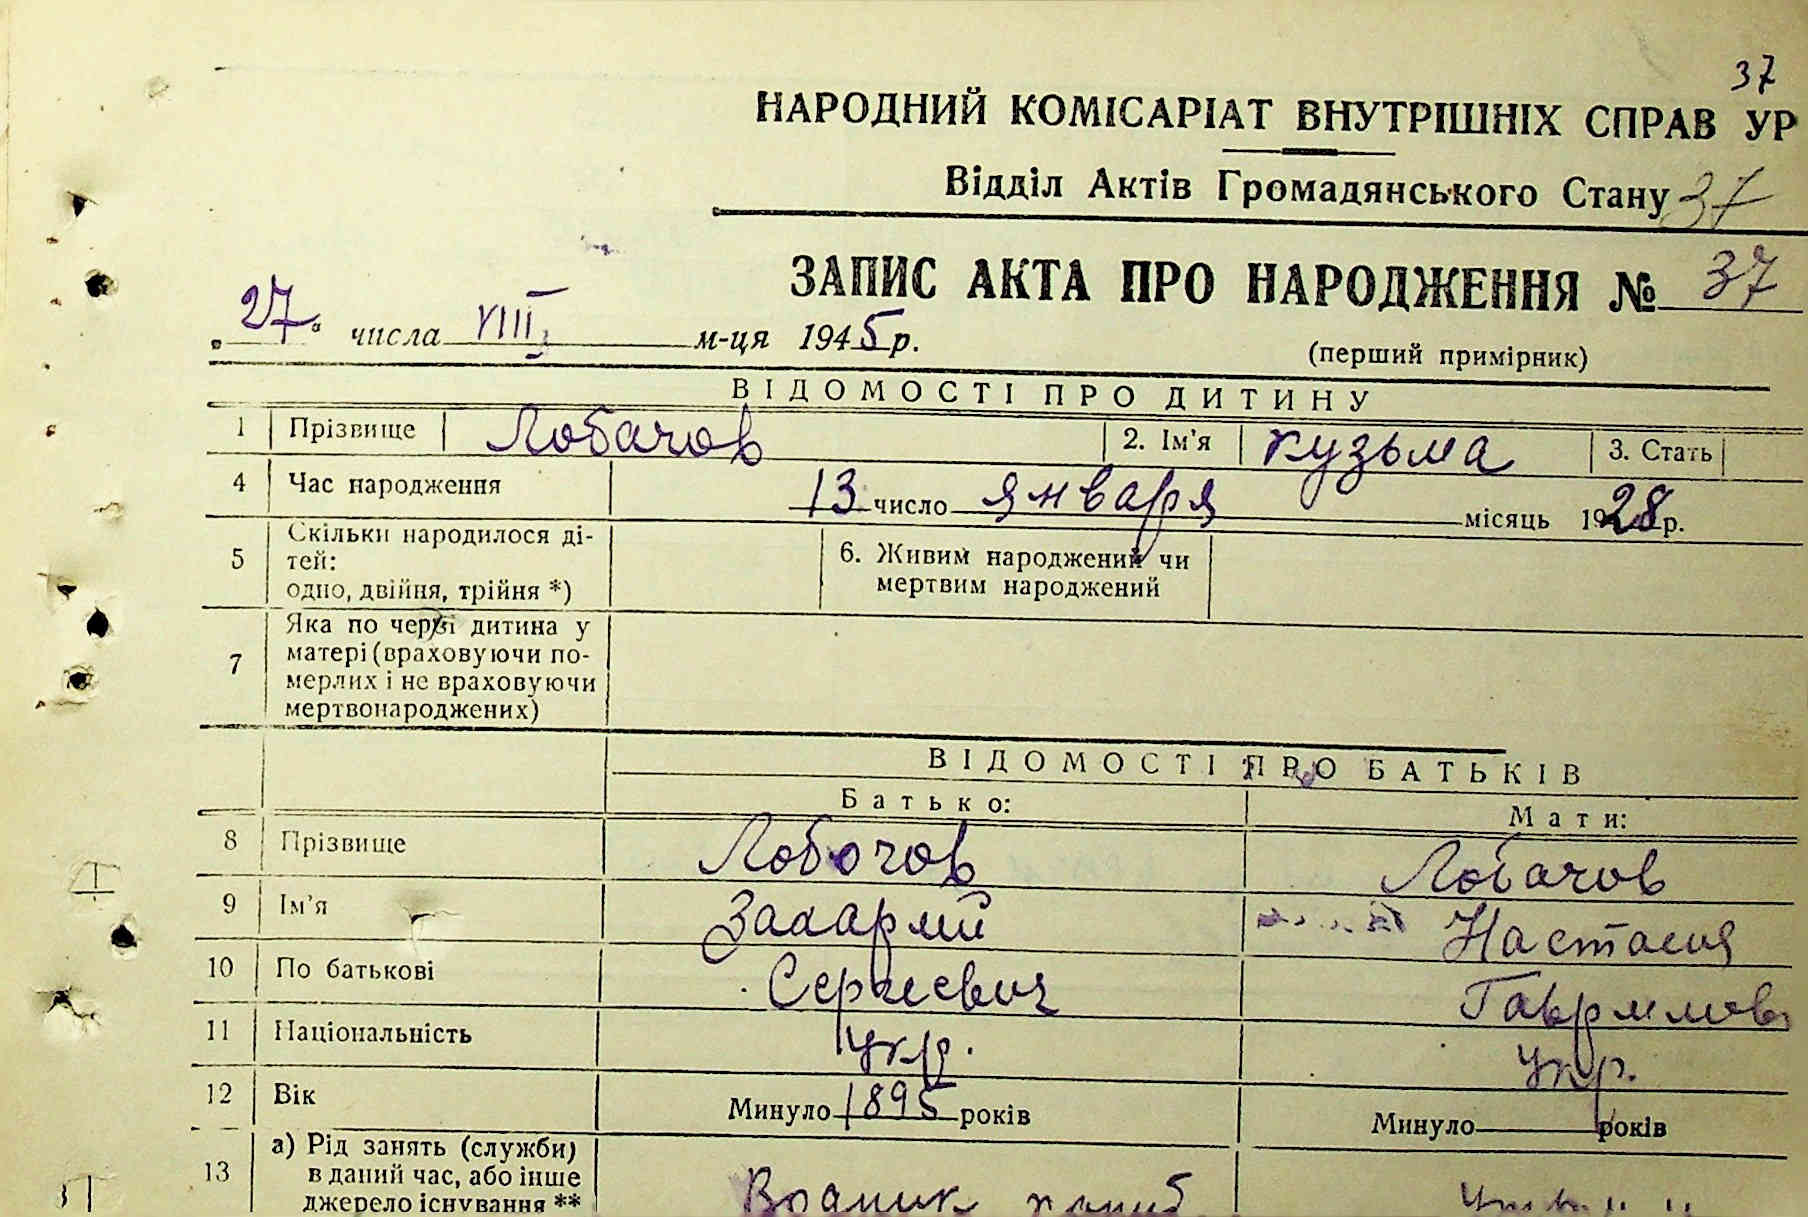 37
НАРОДНИЙ КОМІСАРІАТ ВНУТРІШНІХ СПРАВ УР
Відділ Актів Громадянського Стану 37
ЗАПИС АКТА ПРО НАРОДЖЕННЯ № 37
„27“ числа VIII м-ця 1945 р.
(перший примірник)
ВІДОМОСТІ ПРО ДИТИНУ
1 Прізвище Лобачов 2. Ім'я Кузьма 3. Стать
4 Час народження 13 число января місяць 1928 р.
5 Скільки народилося ді-
тей:
одно, двійня, трійня *)
6. Живим народжений чи
мертвим народжений
7 Яка по черзі дитина у
матері (враховуючи по-
мерлих і не враховуючи
мертвонароджених)
ВІДОМОСТІ ПРО БАТЬКІВ
Батько: Мати:
8 Прізвище Лобочов Лобачов
9 Ім'я Захарий Настасия
10 По батькові Сергиевич Гаврилов
11 Національність укр. укр.
12 Вік Минуло 1895 років Минуло років
13 а) Рід занять (служби)
в даний час, або інше
джерело існування **